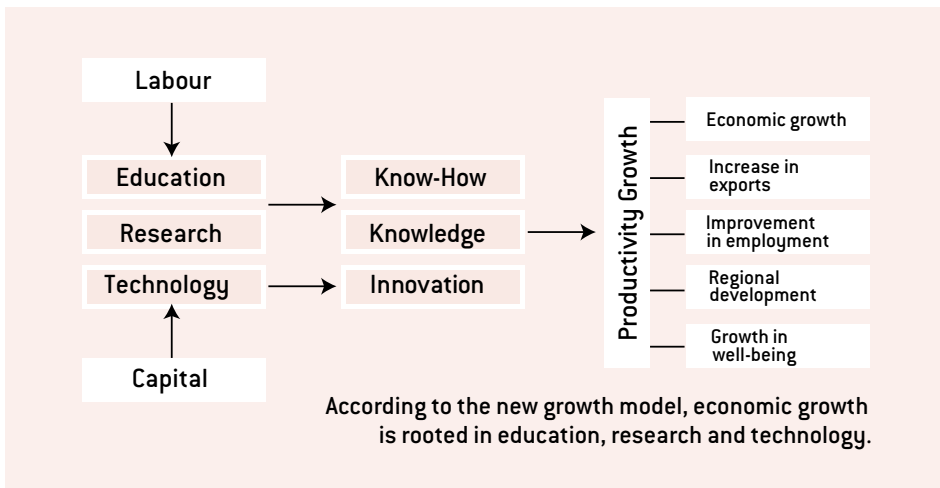 Labour
Education
Research
Technology
Capital
Know-How
Knowledge
Innovation
Productivity Growth
Economic growth
Increase in
exports
Improvement
in employment
Regional
development
Growth in
well-being
According to the new growth model, economic growth
is rooted in education, research and technology.